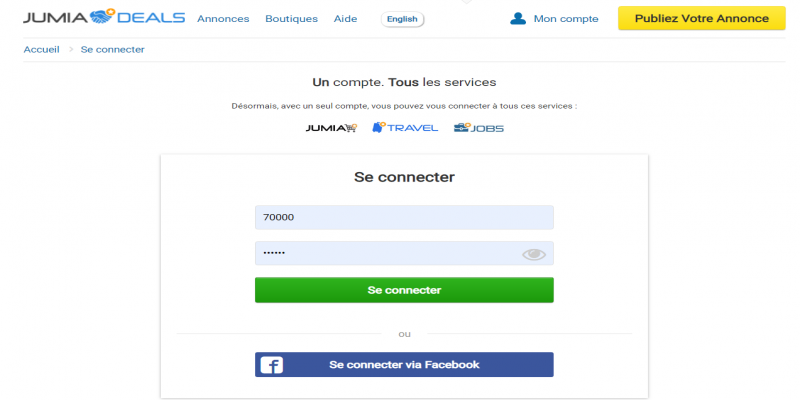 JUMIA DEALS Annonces Boutiques Aide English Mon compte Publiez Votre Annonce
Accueil > Se connecter
Un compte. Tous les services
Désormais, avec un seul compte, vous pouvez vous connecter à tous ces services :
JUMIA TRAVEL JOBS
Se connecter
70000
••••••
Se connecter
ou
f Se connecter via Facebook